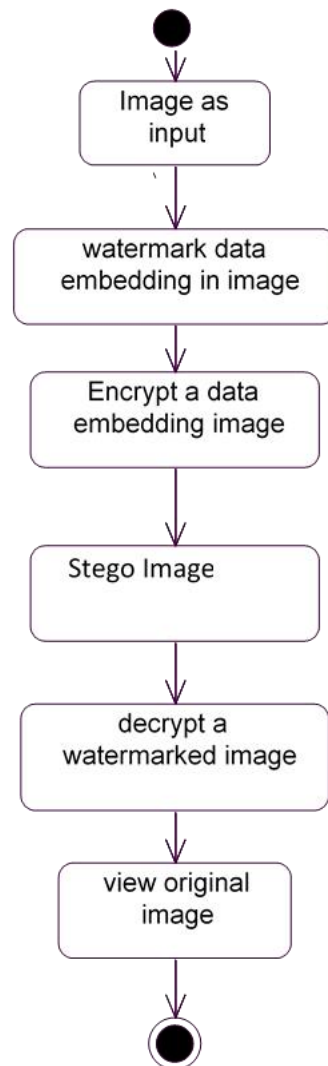 Image as
input
watermark data
embedding in image
Encrypt a data
embedding image
Stego Image
decrypt a
watermarked image
view original
image